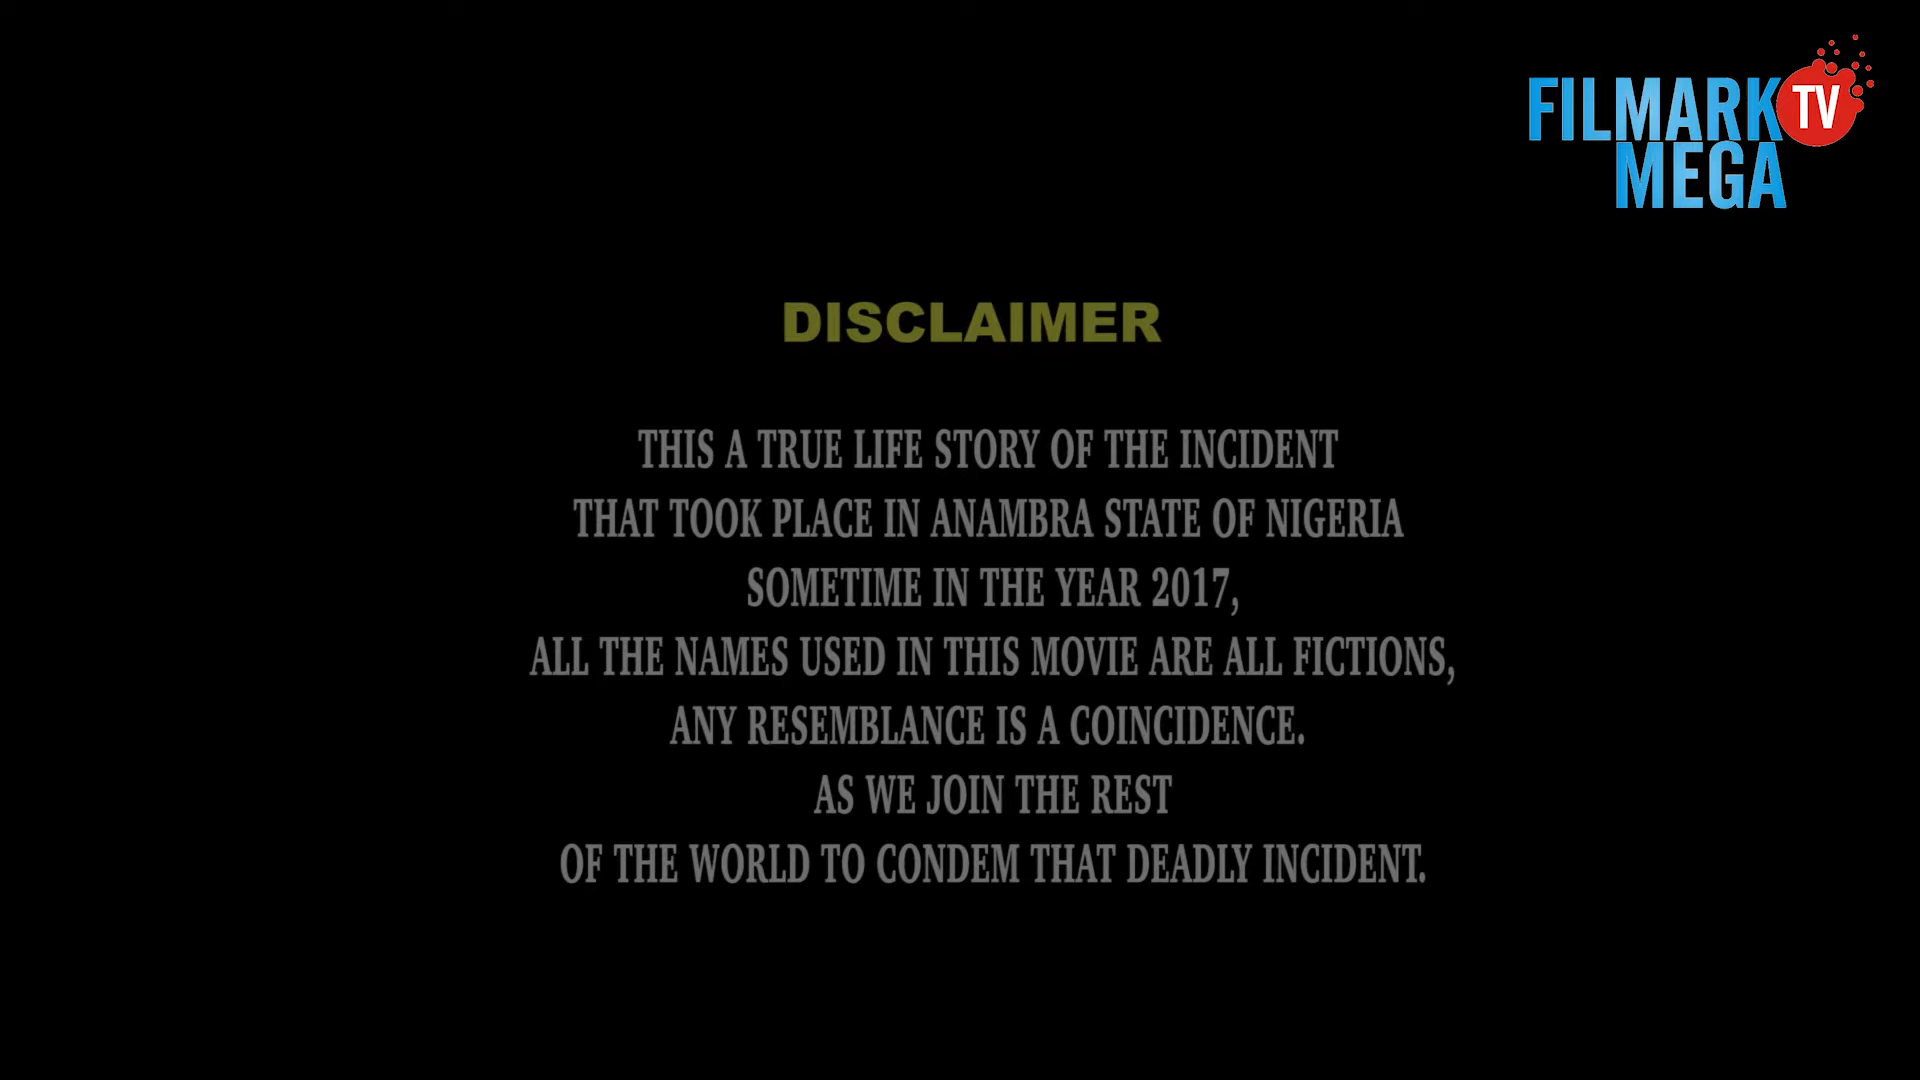 FILMARK TV
MEGA
DISCLAIMER
THIS A TRUE LIFE STORY OF THE INCIDENT
THAT TOOK PLACE IN ANAMBRA STATE OF NIGERIA
SOMETIME IN THE YEAR 2017,
ALL THE NAMES USED IN THIS MOVIE ARE ALL FICTIONS,
ANY RESEMBLANCE IS A COINCIDENCE.
AS WE JOIN THE REST
OF THE WORLD TO CONDEM THAT DEADLY INCIDENT.